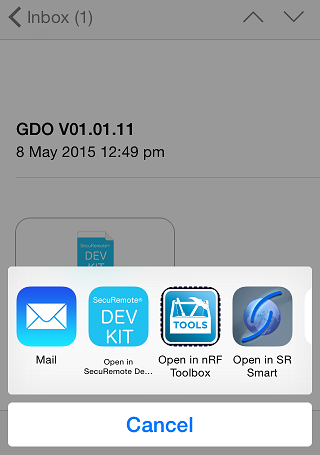 Inbox (1)
GDO V01.01.11
8 May 2015 12:49 pm
DEV
KIT
SecuRemote®
DEV
KIT
TOOLS
Mail
Open in
SecuRemote De...
Open in nRF
Toolbox
Open in SR
Smart
Cancel